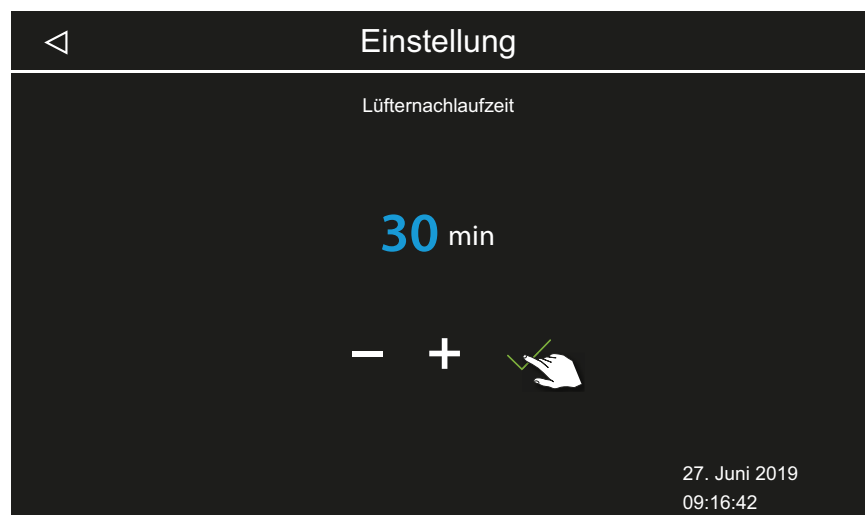 Einstellung
Lüfternachlaufzeit
30 min
27. Juni 2019
09:16:42